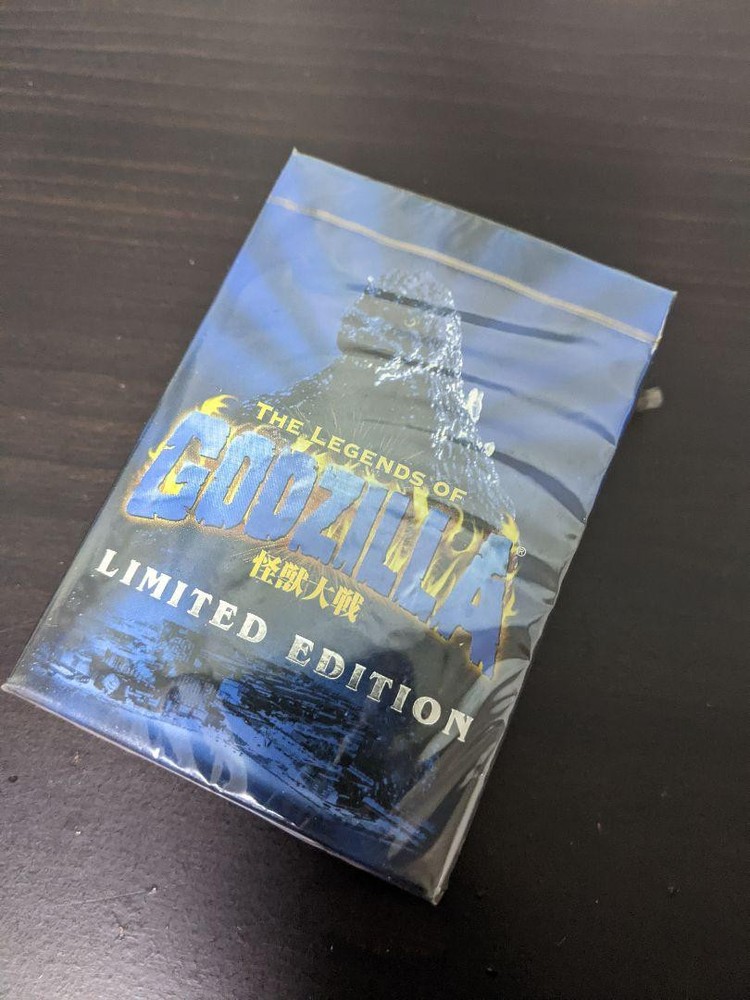 THE LEGENDS OF
GODZILLA®
怪獣大戦
LIMITED EDITION